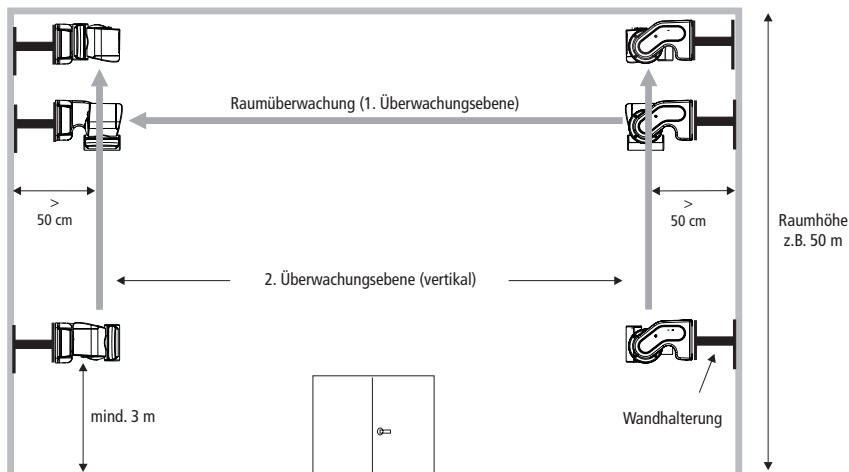 Raumüberwachung (1. Überwachungsebene)
>
50 cm
>
50 cm
Raumhöhe
z.B. 50 m
2. Überwachungsebene (vertikal)
mind. 3 m
Wandhalterung